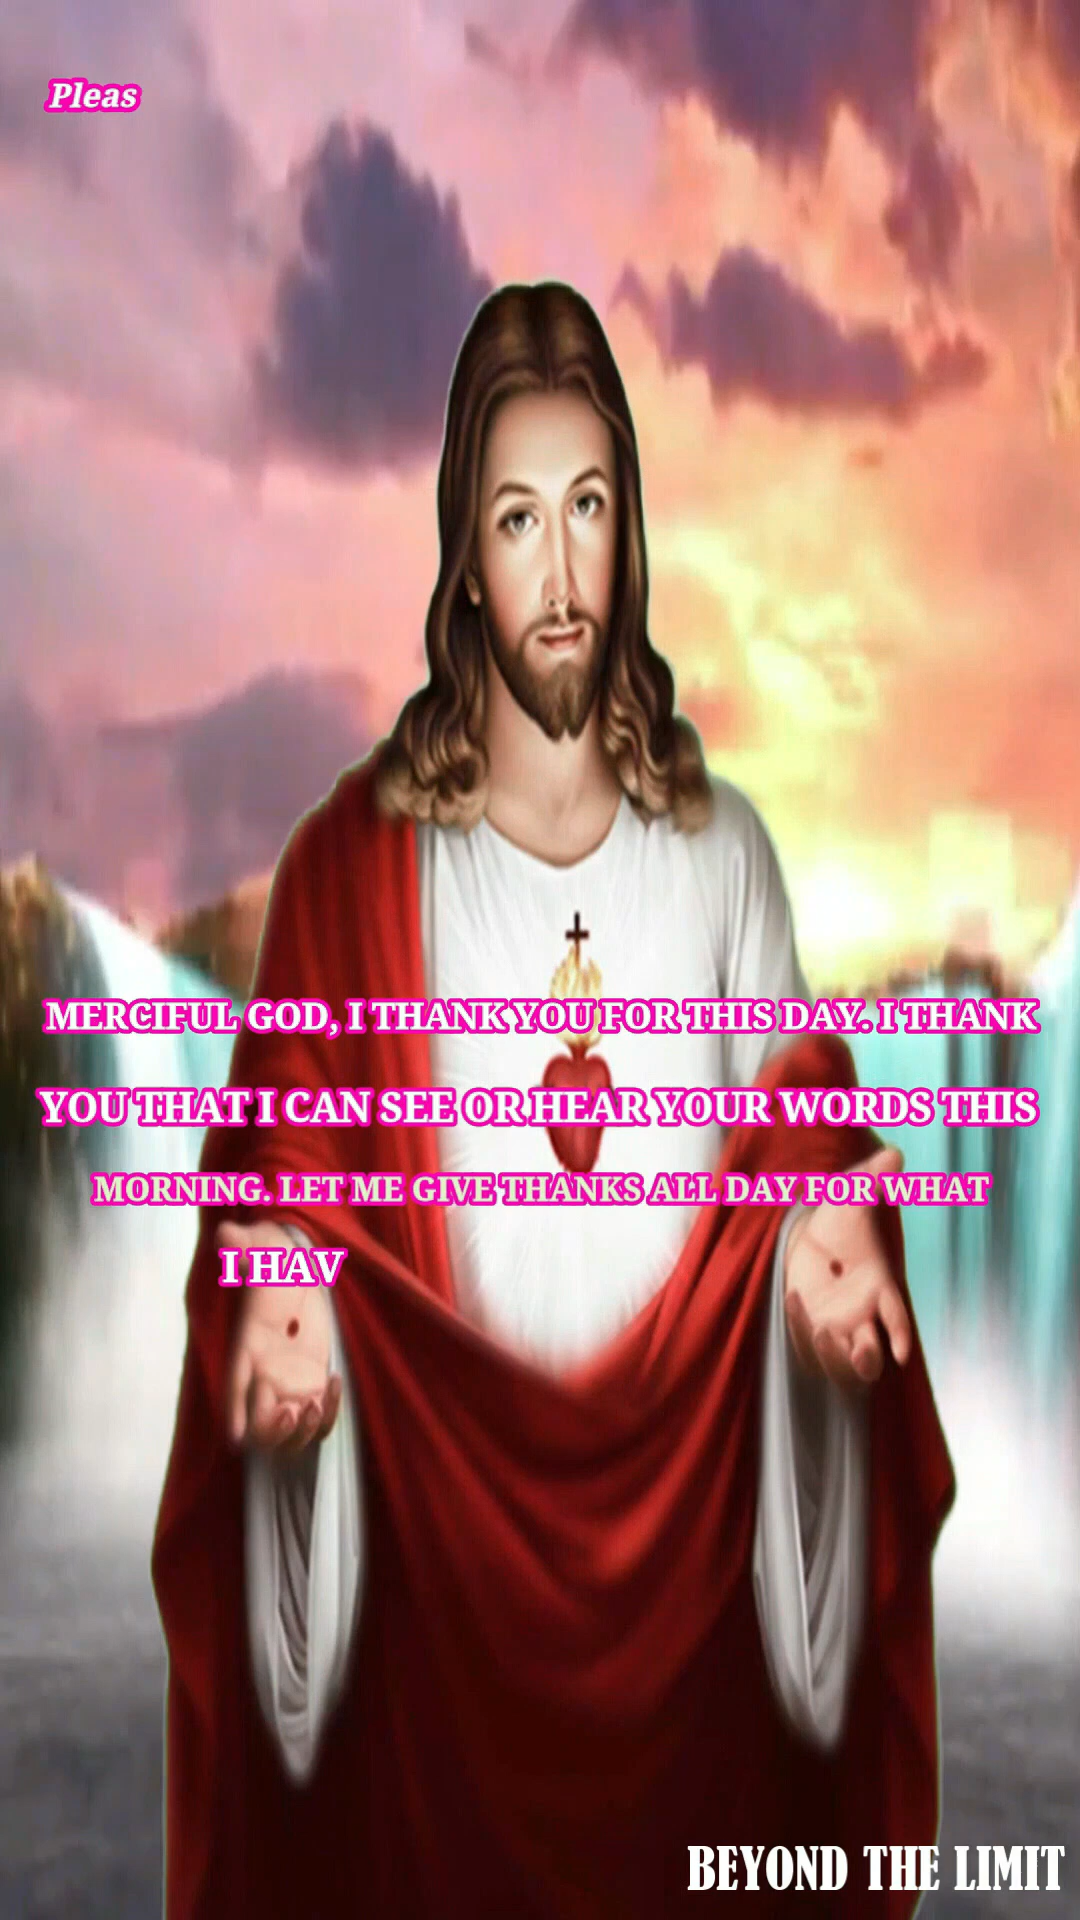 Pleas
MERCIFUL GOD, I THANK YOU FOR THIS DAY. I THANK
YOU THAT I CAN SEE OR HEAR YOUR WORDS THIS
MORNING. LET ME GIVE THANKS ALL DAY FOR WHAT
I HAV
BEYOND THE LIMIT